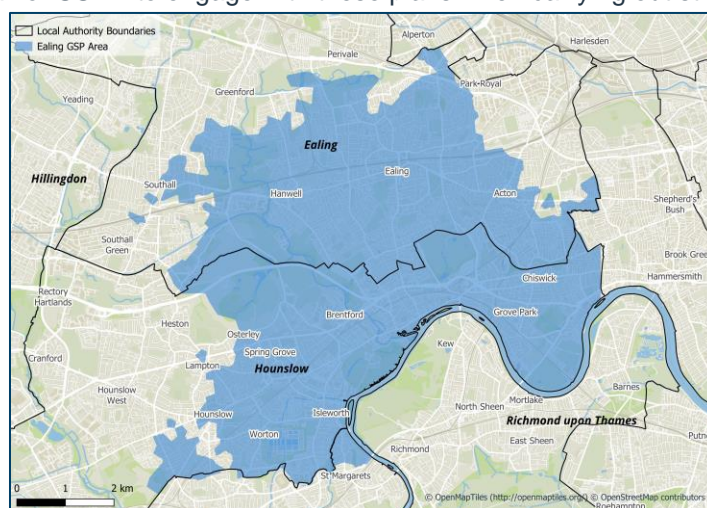 Local Authority Boundaries
Ealing GSP Area
Alperton
Harlesden
Perivale
Yeading
Greenford
Park Royal
Ealing
Hillingdon
Southall
Hanwell
Ealing
Acton
Shepherd's
Bush
Southall
Green
Brook Gree
Chiswick
Hammersmith
Rectory
Hartlands
Brentford
Grove Park
Heston
Osterley
Spring Grove
Kew
Cranford
Lampton
Hounslow
Barnes
Hounslow
West
Hounslow
Isleworth
North Sheen
Mortlake
Richmond upon Thames
Putne
Worton
Richmond
East Sheen
St Margarets
0 1 2 km
© OpenMapTiles (http://openmaptiles.org/) © OpenStreetMap contributors
Roehampton